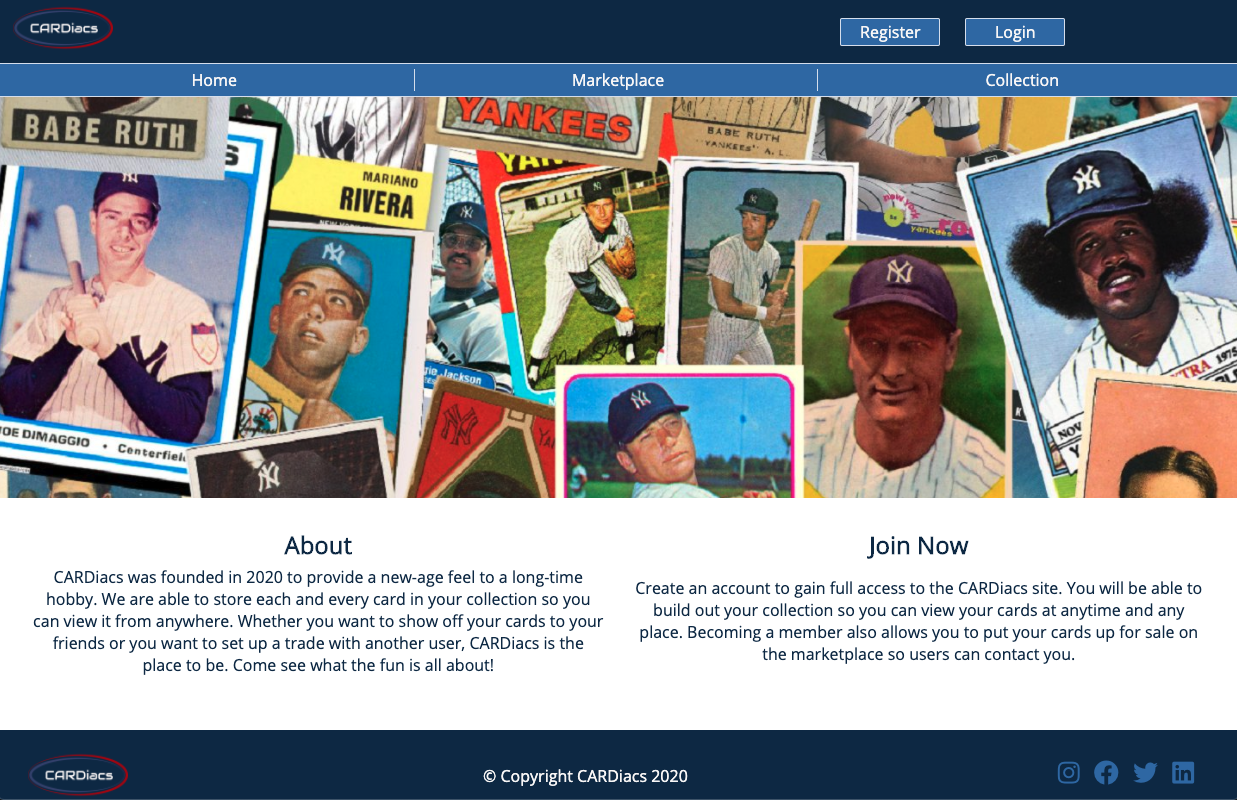 CARDiacs
Register
Login
Home
Marketplace
Collection
BABE RUTH
MARIANO
RIVERA
YANKEES
BABE RUTH
"YANKEES" A. L.
new York
yankees
JOE DIMAGGIO • Centerfield
Jackson
1975
NOV
About
CARDiacs was founded in 2020 to provide a new-age feel to a long-time
hobby. We are able to store each and every card in your collection so you
can view it from anywhere. Whether you want to show off your cards to your
friends or you want to set up a trade with another user, CARDiacs is the
place to be. Come see what the fun is all about!
Join Now
Create an account to gain full access to the CARDiacs site. You will be able to
build out your collection so you can view your cards at anytime and any
place. Becoming a member also allows you to put your cards up for sale on
the marketplace so users can contact you.
CARDiacs
© Copyright CARDiacs 2020